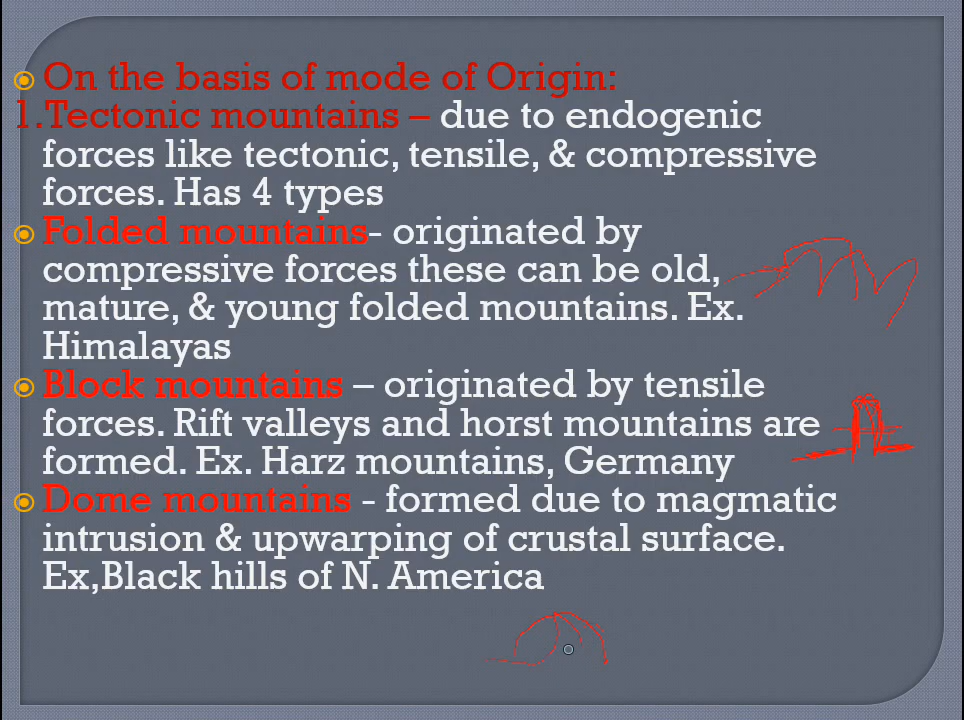 On the basis of mode of Origin:
1.Tectonic mountains – due to endogenic
forces like tectonic, tensile, & compressive
forces. Has 4 types
Folded mountains- originated by
compressive forces these can be old,
mature, & young folded mountains. Ex.
Himalayas
Block mountains – originated by tensile
forces. Rift valleys and horst mountains are
formed. Ex. Harz mountains, Germany
Dome mountains - formed due to magmatic
intrusion & upwarping of crustal surface.
Ex,Black hills of N. America